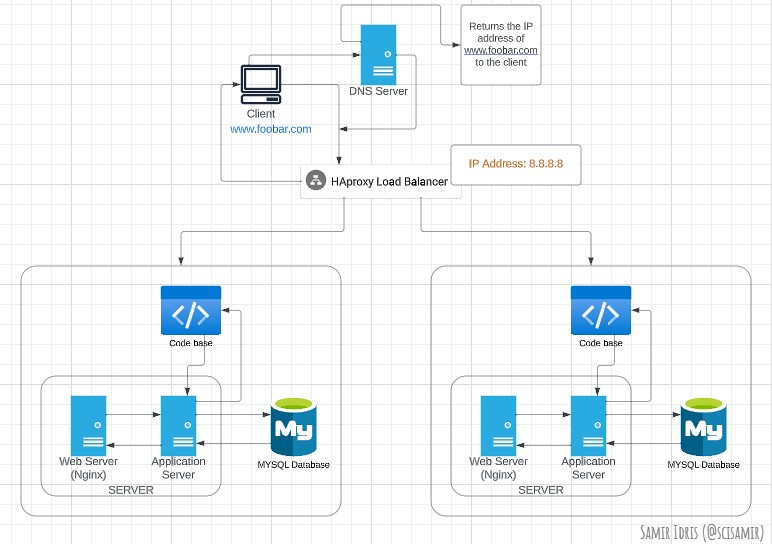 Returns the IP
address of
www.foobar.com
to the client
DNS Server
Client
www.foobar.com
IP Address: 8.8.8.8
HAproxy Load Balancer
Code base
Code base
My
My
Web Server
(Nginx)
Application
Server
MYSQL Database
SERVER
Web Server
(Nginx)
Application
Server
MYSQL Database
SERVER
Samir Idris (@scisamir)